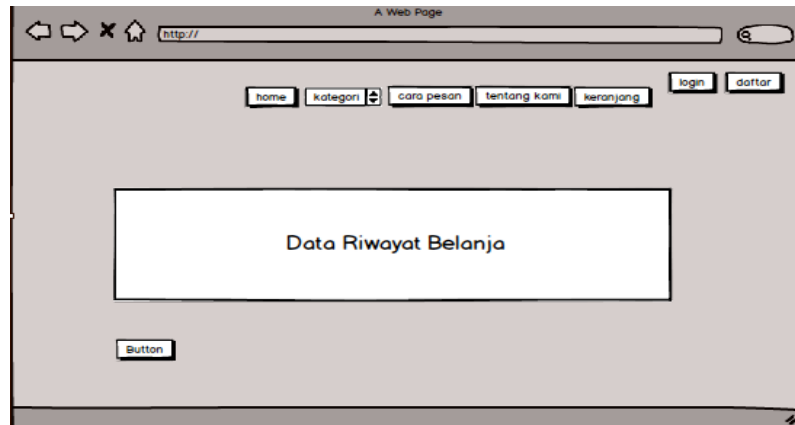 A Web Page
http://
login daftar
home kategori cara pesan tentang kami keranjang
Data Riwayat Belanja
Button